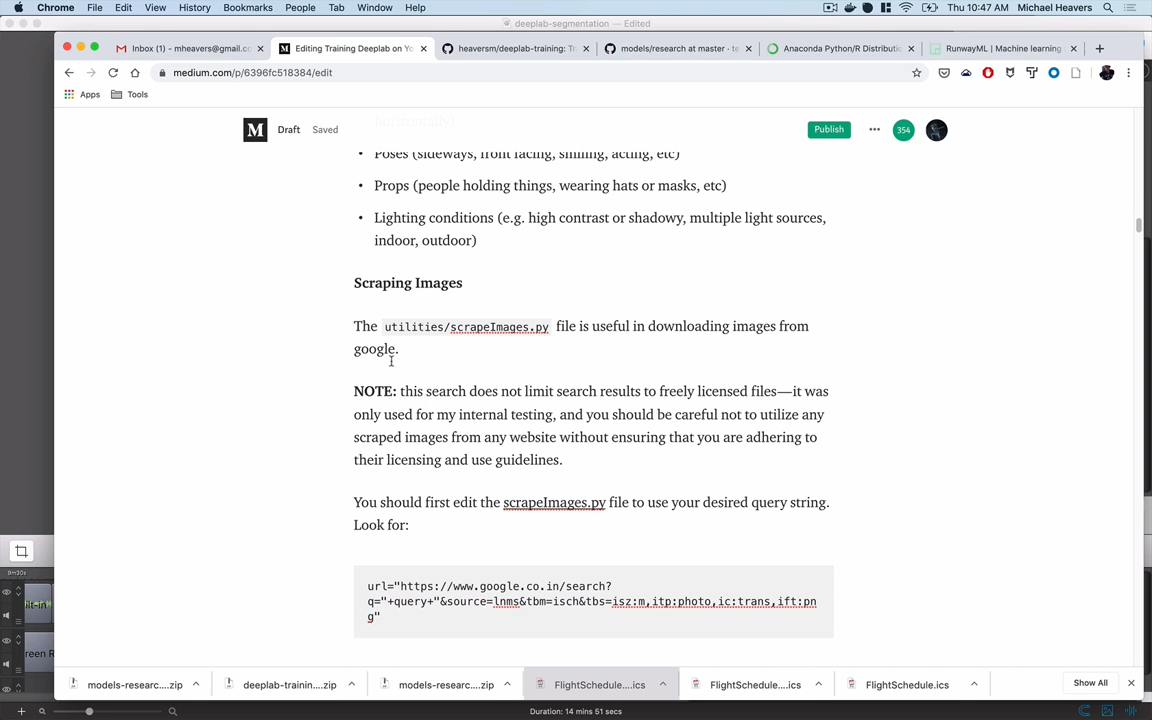 Chrome File Edit View History Bookmarks People Tab Window Help Thu 10:47 AM Michael Heavers
deeplab-segmentation — Edited
Inbox (1) - mheavers@gmail.co
Editing Training Deeplab on Yo
heaversm/deeplab-training: Tr
models/research at master · te
Anaconda Python/R Distributi
RunwayML | Machine learning
medium.com/p/6396fc518384/edit
Apps Tools
horizontally)
Draft Saved Publish 354
• Poses (sideways, front facing, smiling, acting, etc)
• Props (people holding things, wearing hats or masks, etc)
• Lighting conditions (e.g. high contrast or shadowy, multiple light sources,
indoor, outdoor)
Scraping Images
The utilities/scrapeImages.py file is useful in downloading images from
google.
NOTE: this search does not limit search results to freely licensed files—it was
only used for my internal testing, and you should be careful not to utilize any
scraped images from any website without ensuring that you are adhering to
their licensing and use guidelines.
You should first edit the scrapeImages.py file to use your desired query string.
Look for:
url="https://www.google.co.in/search?
q="+query+"&source=lnms&tbm=isch&tbs=isz:m,itp:photo,ic:trans,ift:pn
g"
9m30s
een R
models-researc....zip
deeplab-trainin....zip
models-researc....zip
FlightSchedule....ics
FlightSchedule....ics
FlightSchedule.ics
Show All
Duration: 14 mins 51 secs